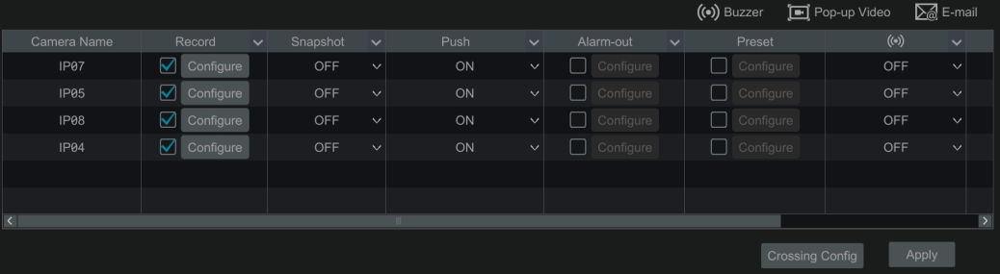 Buzzer Pop-up Video E-mail
Camera Name Record Snapshot Push Alarm-out Preset
IP07 Configure OFF ON Configure Configure OFF
IP05 Configure OFF ON Configure Configure OFF
IP08 Configure OFF ON Configure Configure OFF
IP04 Configure OFF ON Configure Configure OFF
Crossing Config Apply